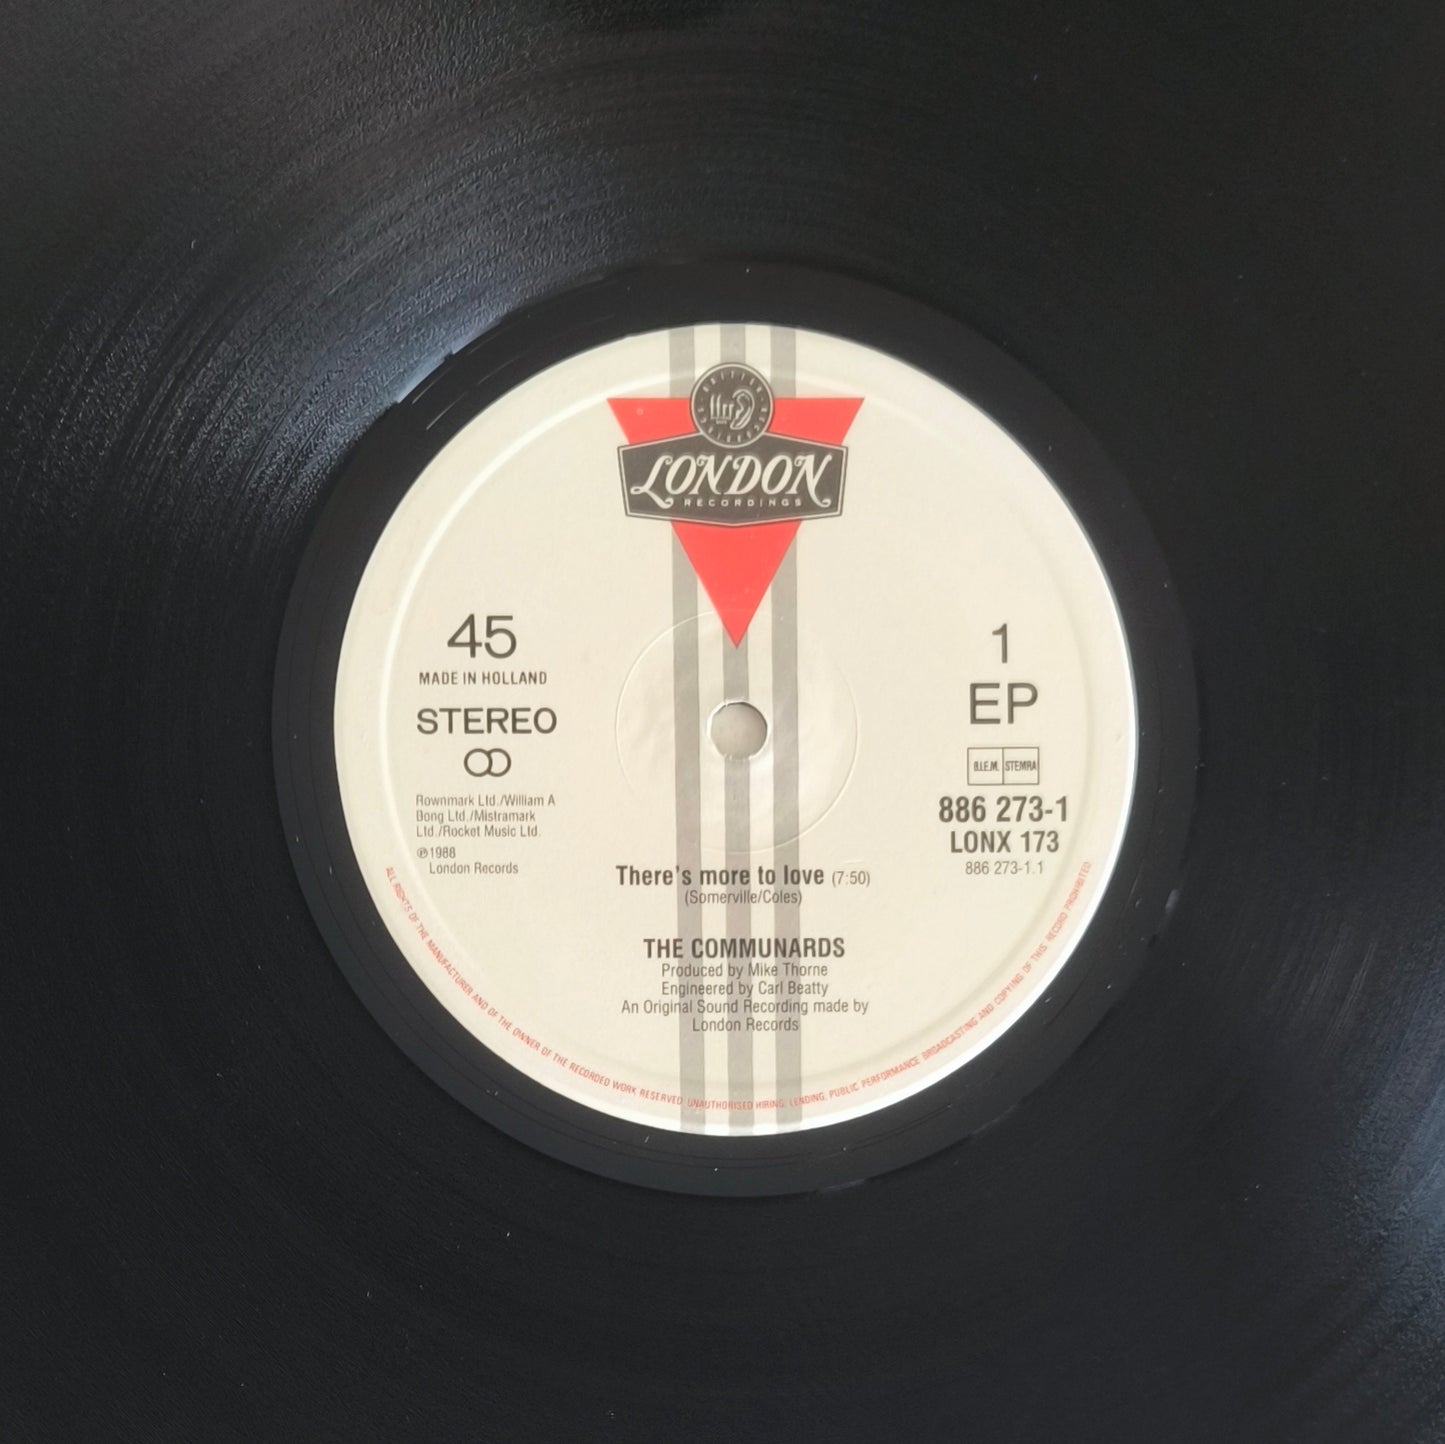 BRITISH RECORDINGS
ffrr
LONDON
RECORDINGS
45
MADE IN HOLLAND
STEREO
Rownmark Ltd./William A
Bong Ltd./Mistramark
Ltd./Rocket Music Ltd.
℗1988
London Records
1
EP
B.I.E.M. STEMRA
886 273-1
LONX 173
886 273-1.1
There's more to love (7:50)
(Somerville/Coles)
THE COMMUNARDS
Produced by Mike Thorne
Engineered by Carl Beatty
An Original Sound Recording made by
London Records
ALL RIGHTS OF THE MANUFACTURER AND OF THE OWNER OF THE RECORDED WORK RESERVED UNAUTHORISED HIRING, LENDING, PUBLIC PERFORMANCE BROADCASTING AND COPYING OF THIS RECORD PROHIBITED